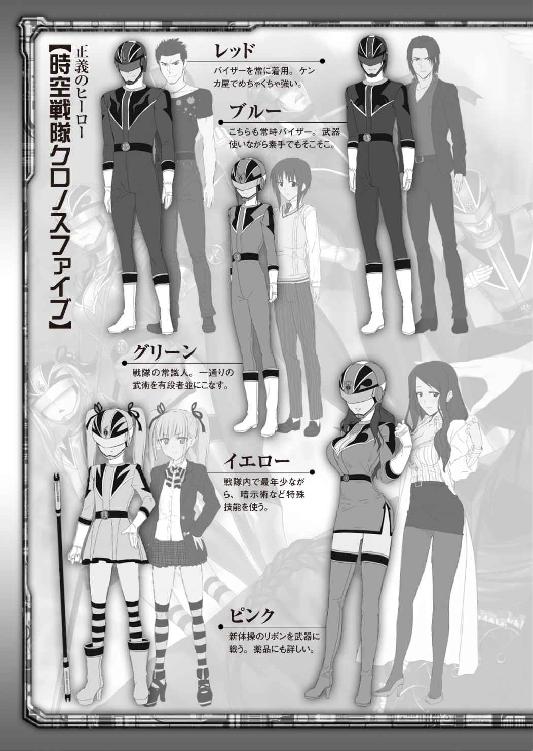 正義のヒーロー
【時空戦隊クロノスファイブ】
レッド
バイザーを常に着用。ケン
カ屋でめちゃくちゃ強い。
ブルー
こちらも常時バイザー。武器
使いながら素手でもそこそこ。
グリーン
戦隊の常識人。一通りの
武術を有段者並にこなす。
イエロー
戦隊内で最年少なが
ら、暗示術など特殊
技能を使う。
ピンク
新体操のリボンを武器に
戦う。薬品にも詳しい。